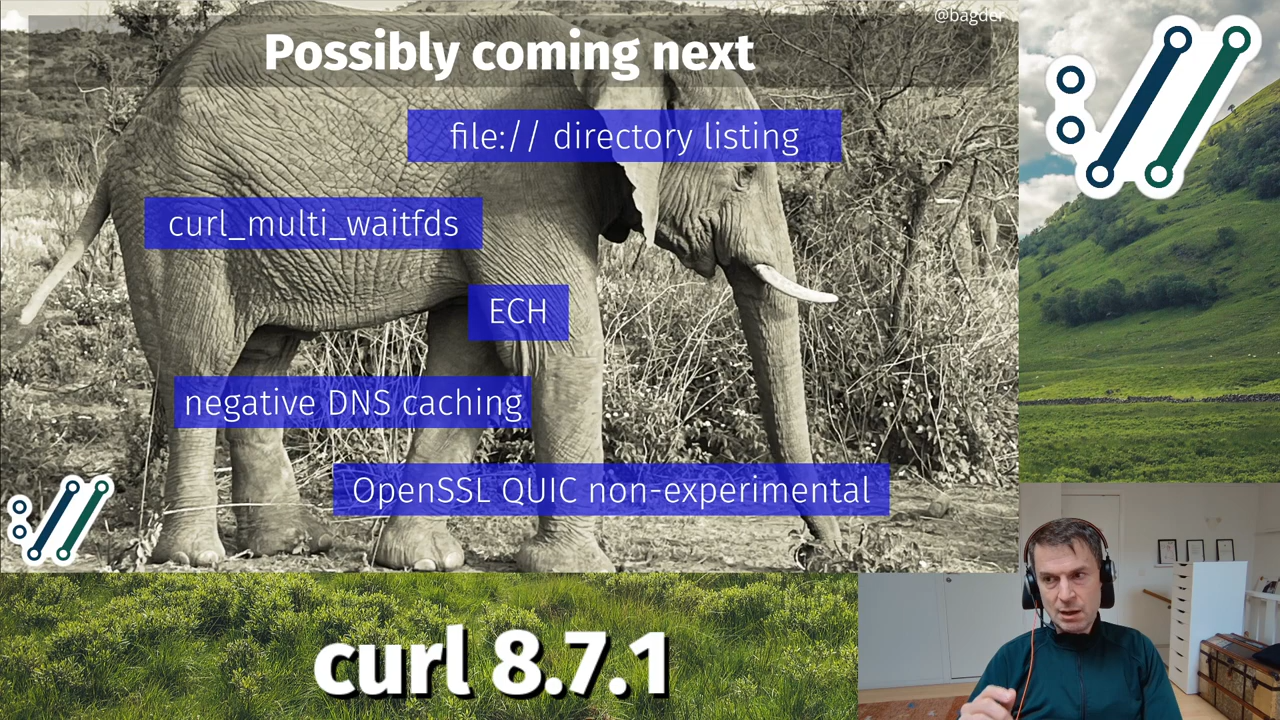 @bagder
Possibly coming next
file:// directory listing
curl_multi_waitfds
ECH
negative DNS caching
OpenSSL QUIC non-experimental
curl 8.7.1